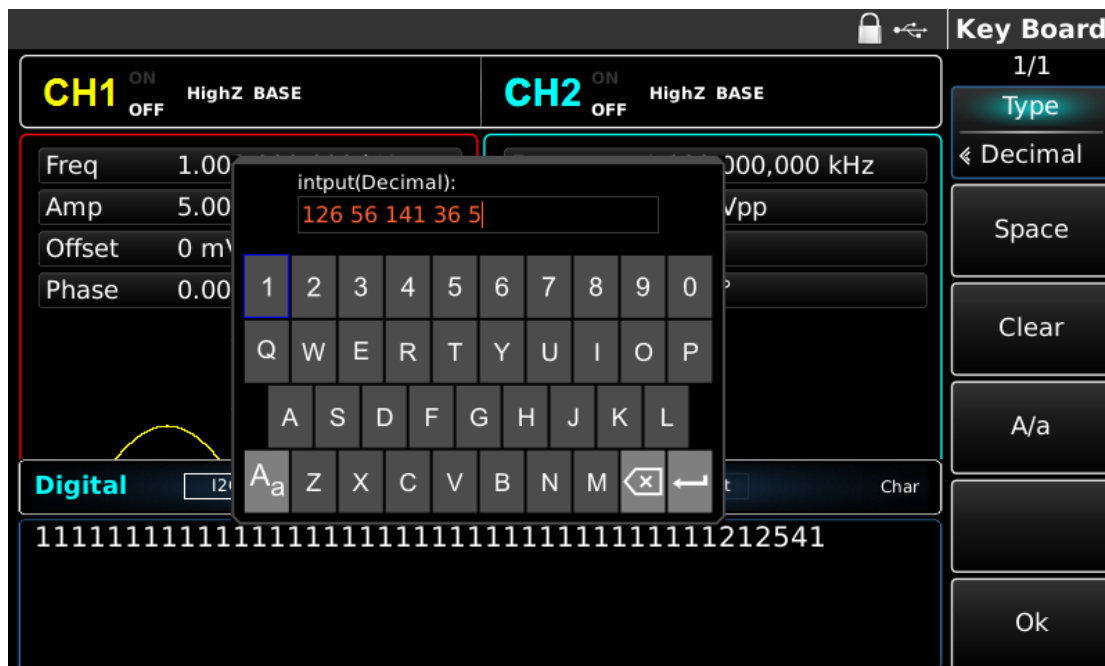 Key Board
1/1
CH1 ON OFF HighZ BASE
CH2 ON OFF HighZ BASE
Type
Decimal
Space
Clear
A/a
Ok
Freq 1.00
000,000 kHz
Amp 5.00
Vpp
Offset 0 mV
Phase 0.00
°
intput(Decimal):
126 56 141 36 5
1 2 3 4 5 6 7 8 9 0
Q W E R T Y U I O P
A S D F G H J K L
Aa Z X C V B N M
Digital
Char
1111111111111111111111111111111111111212541